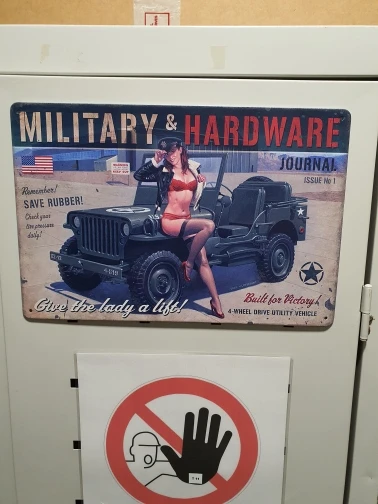 MILITARY & HARDWARE
JOURNAL
ISSUE No 1
Remember!
SAVE RUBBER!
Check your
tire pressure
daily!
Give the lady a lift!
Built for Victory!
4-WHEEL DRIVE UTILITY VEHICLE